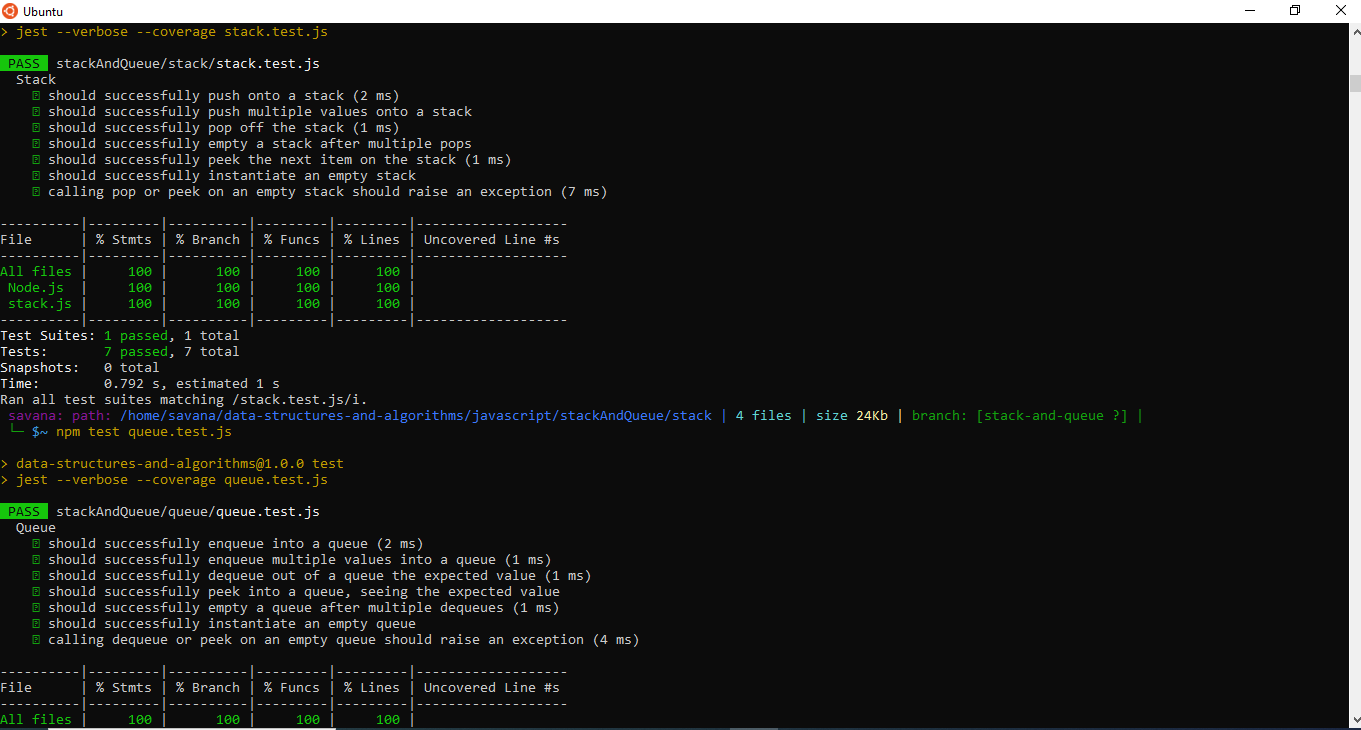 Ubuntu
> jest --verbose --coverage stack.test.js
PASS stackAndQueue/stack/stack.test.js
Stack
should successfully push onto a stack (2 ms)
should successfully push multiple values onto a stack
should successfully pop off the stack (1 ms)
should successfully empty a stack after multiple pops
should successfully peek the next item on the stack (1 ms)
should successfully instantiate an empty stack
calling pop or peek on an empty stack should raise an exception (7 ms)
----------|---------|----------|---------|---------|-------------------
File      | % Stmts | % Branch | % Funcs | % Lines | Uncovered Line #s
----------|---------|----------|---------|---------|-------------------
All files |     100 |      100 |     100 |     100 |
 Node.js  |     100 |      100 |     100 |     100 |
 stack.js |     100 |      100 |     100 |     100 |
----------|---------|----------|---------|---------|-------------------
Test Suites: 1 passed, 1 total
Tests:       7 passed, 7 total
Snapshots:   0 total
Time:        0.792 s, estimated 1 s
Ran all test suites matching /stack.test.js/i.
savana: path: /home/savana/data-structures-and-algorithms/javascript/stackAndQueue/stack | 4 files | size 24Kb | branch: [stack-and-queue ?] |
└─ $~ npm test queue.test.js
> data-structures-and-algorithms@1.0.0 test
> jest --verbose --coverage queue.test.js
PASS stackAndQueue/queue/queue.test.js
Queue
should successfully enqueue into a queue (2 ms)
should successfully enqueue multiple values into a queue (1 ms)
should successfully dequeue out of a queue the expected value (1 ms)
should successfully peek into a queue, seeing the expected value
should successfully empty a queue after multiple dequeues (1 ms)
should successfully instantiate an empty queue
calling dequeue or peek on an empty queue should raise an exception (4 ms)
----------|---------|----------|---------|---------|-------------------
File      | % Stmts | % Branch | % Funcs | % Lines | Uncovered Line #s
----------|---------|----------|---------|---------|-------------------
All files |     100 |      100 |     100 |     100 |